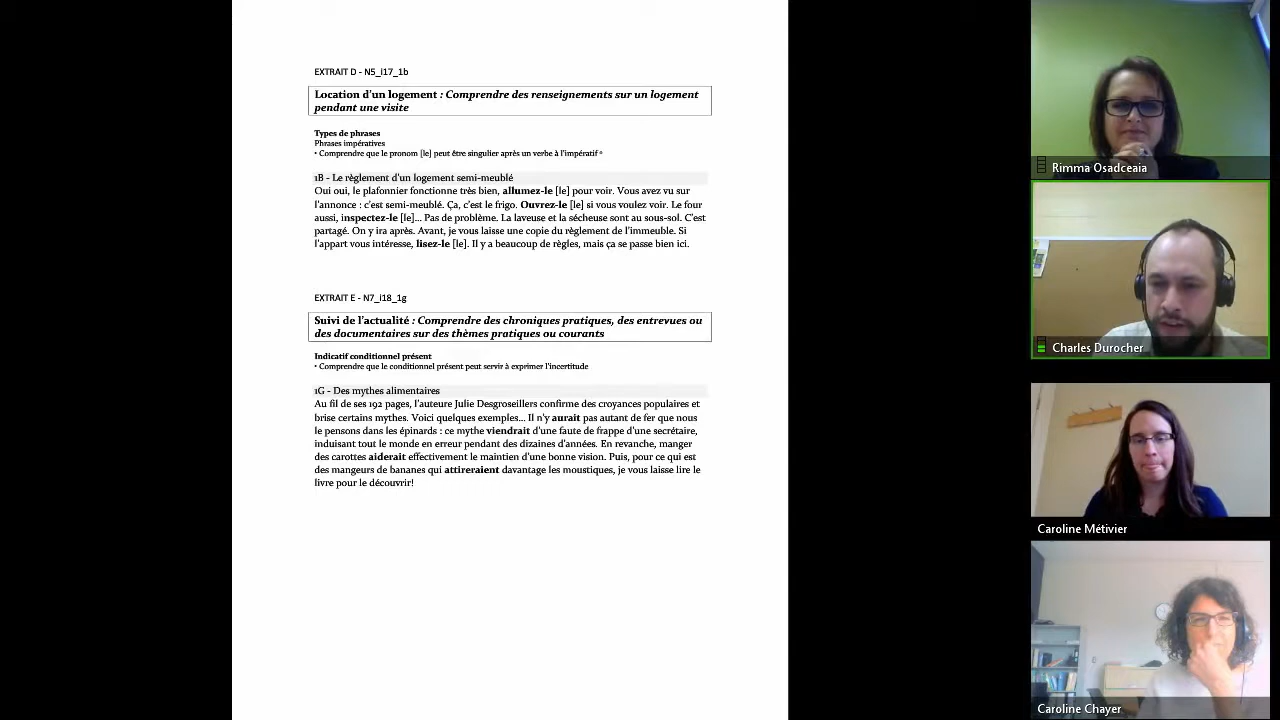 EXTRAIT D - N5_I17_1b
Location d'un logement : Comprendre des renseignements sur un logement
pendant une visite
Types de phrases
Phrases impératives
• Comprendre que le pronom [le] peut être singulier après un verbe à l'impératif *
1B - Le règlement d'un logement semi-meublé
Oui oui, le plafonnier fonctionne très bien, allumez-le [le] pour voir. Vous avez vu sur
l'annonce : c'est semi-meublé. Ça, c'est le frigo. Ouvrez-le [le] si vous voulez voir. Le four
aussi, inspectez-le [le]... Pas de problème. La laveuse et la sécheuse sont au sous-sol. C'est
partagé. On y ira après. Avant, je vous laisse une copie du règlement de l'immeuble. Si
l'appart vous intéresse, lisez-le [le]. Il y a beaucoup de règles, mais ça se passe bien ici.
EXTRAIT E - N7_I18_1g
Suivi de l'actualité : Comprendre des chroniques pratiques, des entrevues ou
des documentaires sur des thèmes pratiques ou courants
Indicatif conditionnel présent
• Comprendre que le conditionnel présent peut servir à exprimer l'incertitude
1G - Des mythes alimentaires
Au fil de ses 192 pages, l'auteure Julie Desgroseillers confirme des croyances populaires et
brise certains mythes. Voici quelques exemples... Il n'y aurait pas autant de fer que nous
le pensons dans les épinards : ce mythe viendrait d'une faute de frappe d'une secrétaire,
induisant tout le monde en erreur pendant des dizaines d'années. En revanche, manger
des carottes aiderait effectivement le maintien d'une bonne vision. Puis, pour ce qui est
des mangeurs de bananes qui attireraient davantage les moustiques, je vous laisse lire le
livre pour le découvrir!
Rimma Osadceaia
Charles Durocher
Caroline Métivier
Caroline Chayer